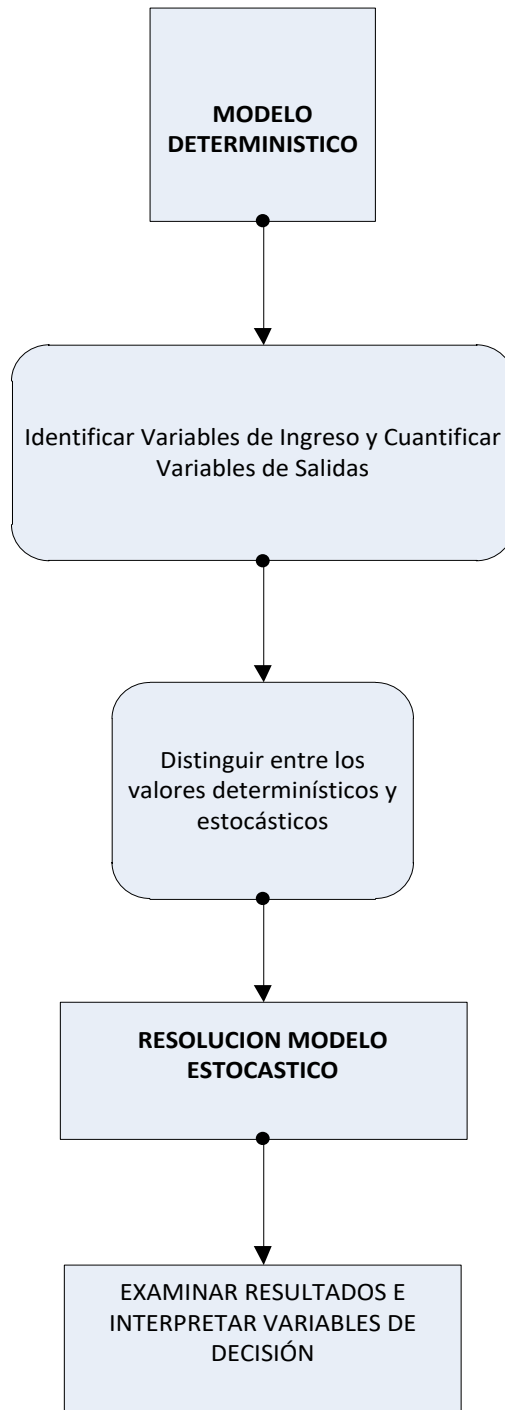 MODELO
DETERMINISTICO
Identificar Variables de Ingreso y Cuantificar
Variables de Salidas
Distinguir entre los
valores determinísticos y
estocásticos
RESOLUCION MODELO
ESTOCASTICO
EXAMINAR RESULTADOS E
INTERPRETAR VARIABLES DE
DECISIÓN